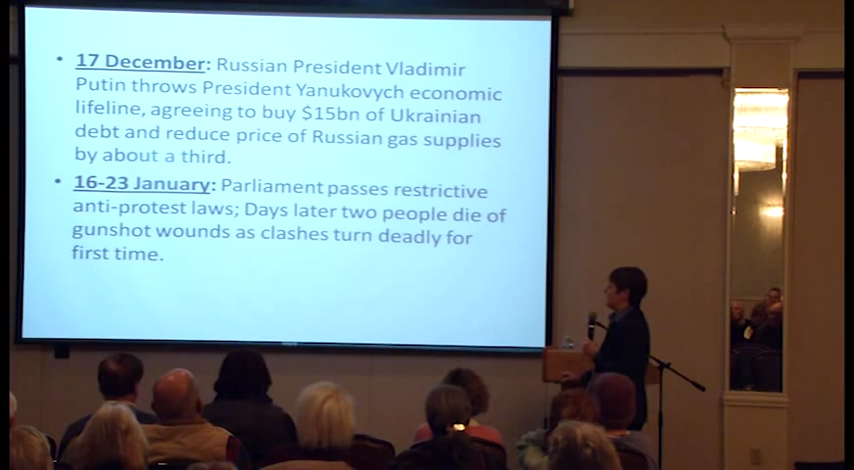 • 17 December: Russian President Vladimir
Putin throws President Yanukovych economic
lifeline, agreeing to buy $15bn of Ukrainian
debt and reduce price of Russian gas supplies
by about a third.
• 16-23 January: Parliament passes restrictive
anti-protest laws; Days later two people die of
gunshot wounds as clashes turn deadly for
first time.